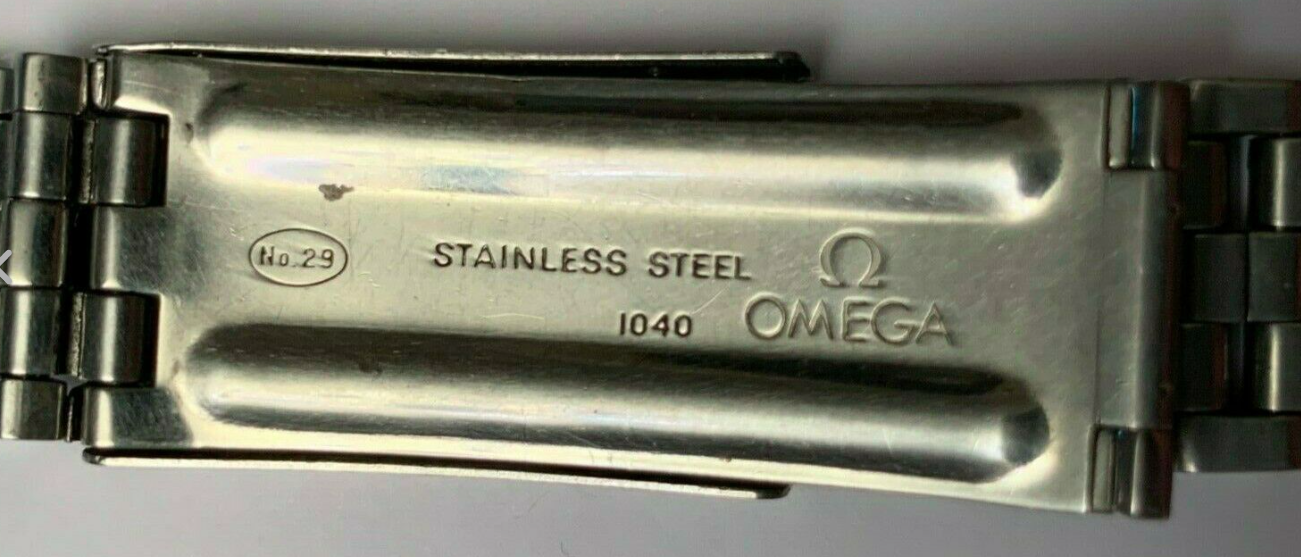 No.29
STAINLESS STEEL Ω
1040 OMEGA